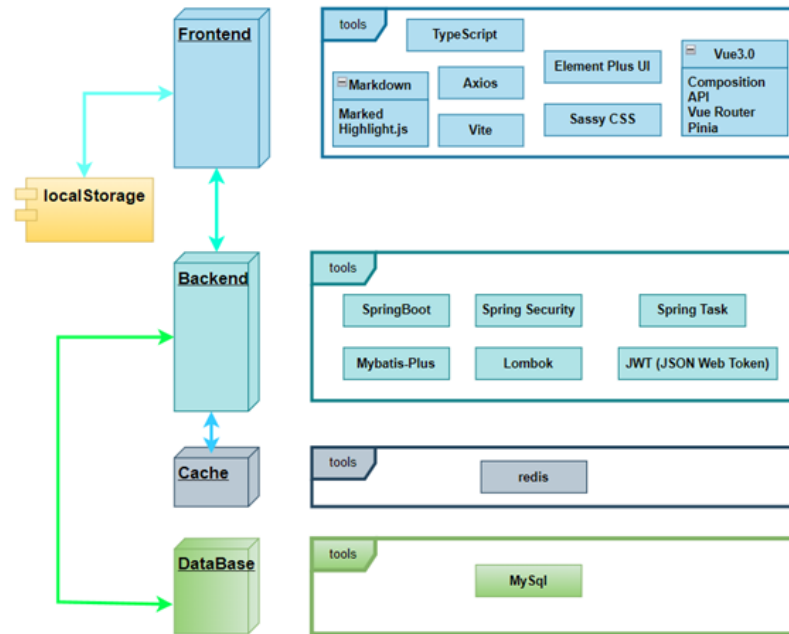 Frontend
tools
TypeScript
Markdown
Marked
Highlight.js
Axios
Vite
Element Plus UI
Sassy CSS
Vue3.0
Composition
API
Vue Router
Pinia
localStorage
Backend
tools
SpringBoot
Spring Security
Spring Task
Mybatis-Plus
Lombok
JWT (JSON Web Token)
Cache
tools
redis
DataBase
tools
MySql